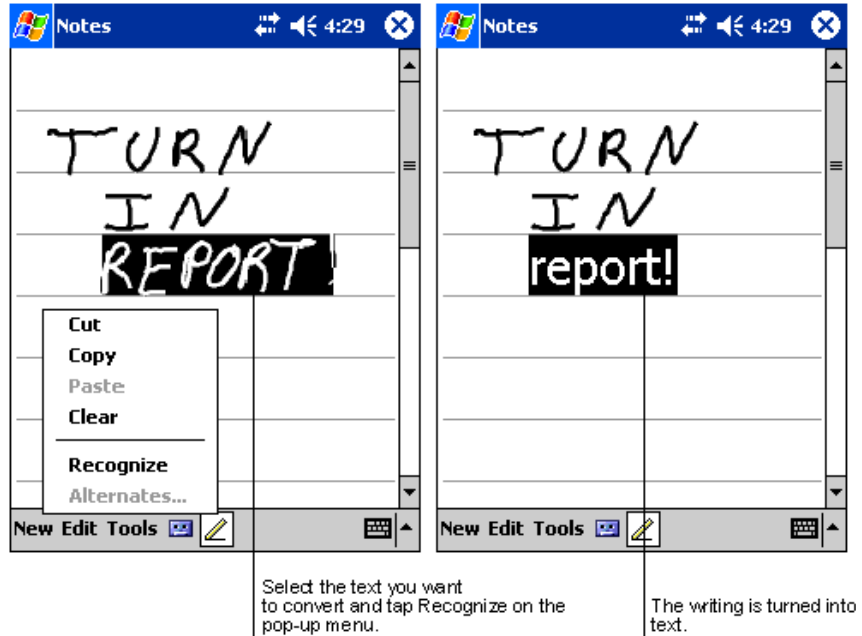 Notes 4:29
TURN
IN
REPORT!
Cut
Copy
Paste
Clear
Recognize
Alternates...
New Edit Tools
Select the text you want
to convert and tap Recognize on the
pop-up menu.
Notes 4:29
TURN
IN
report!
New Edit Tools
The writing is turned into
text.